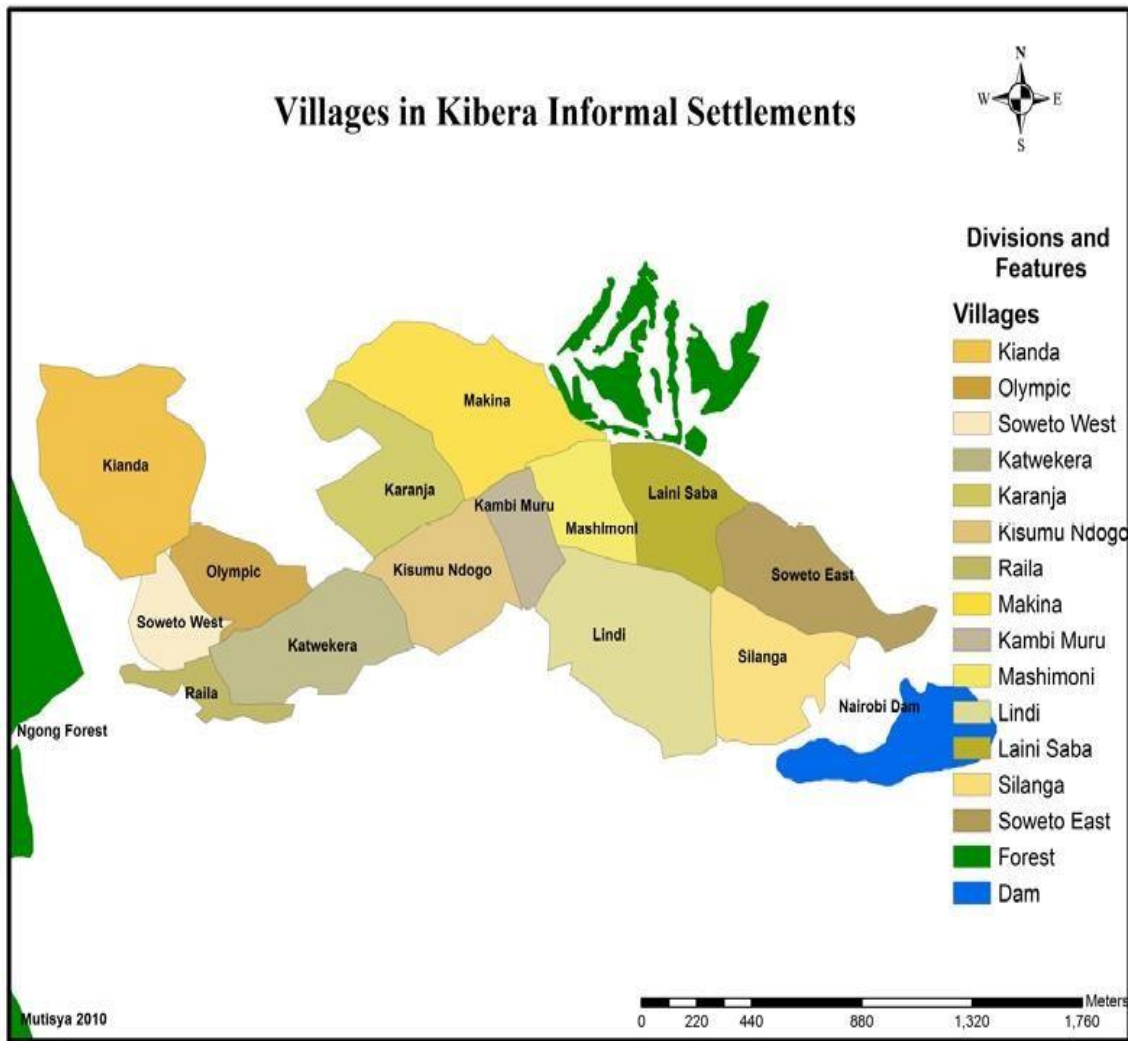 Villages in Kibera Informal Settlements
N
W E
S
Divisions and
Features
Villages
Kianda
Olympic
Soweto West
Katwekera
Karanja
Kisumu Ndogo
Raila
Makina
Kambi Muru
Mashimoni
Lindi
Laini Saba
Silanga
Soweto East
Forest
Dam
Makina
Kianda
Karanja
Laini Saba
Kambi Muru
Mashimoni
Olympic
Kisumu Ndogo
Soweto East
Soweto West
Lindi
Katwekera
Silanga
Raila
Nairobi Dam
Ngong Forest
Mutisya 2010
Meters
0 220 440 880 1,320 1,760